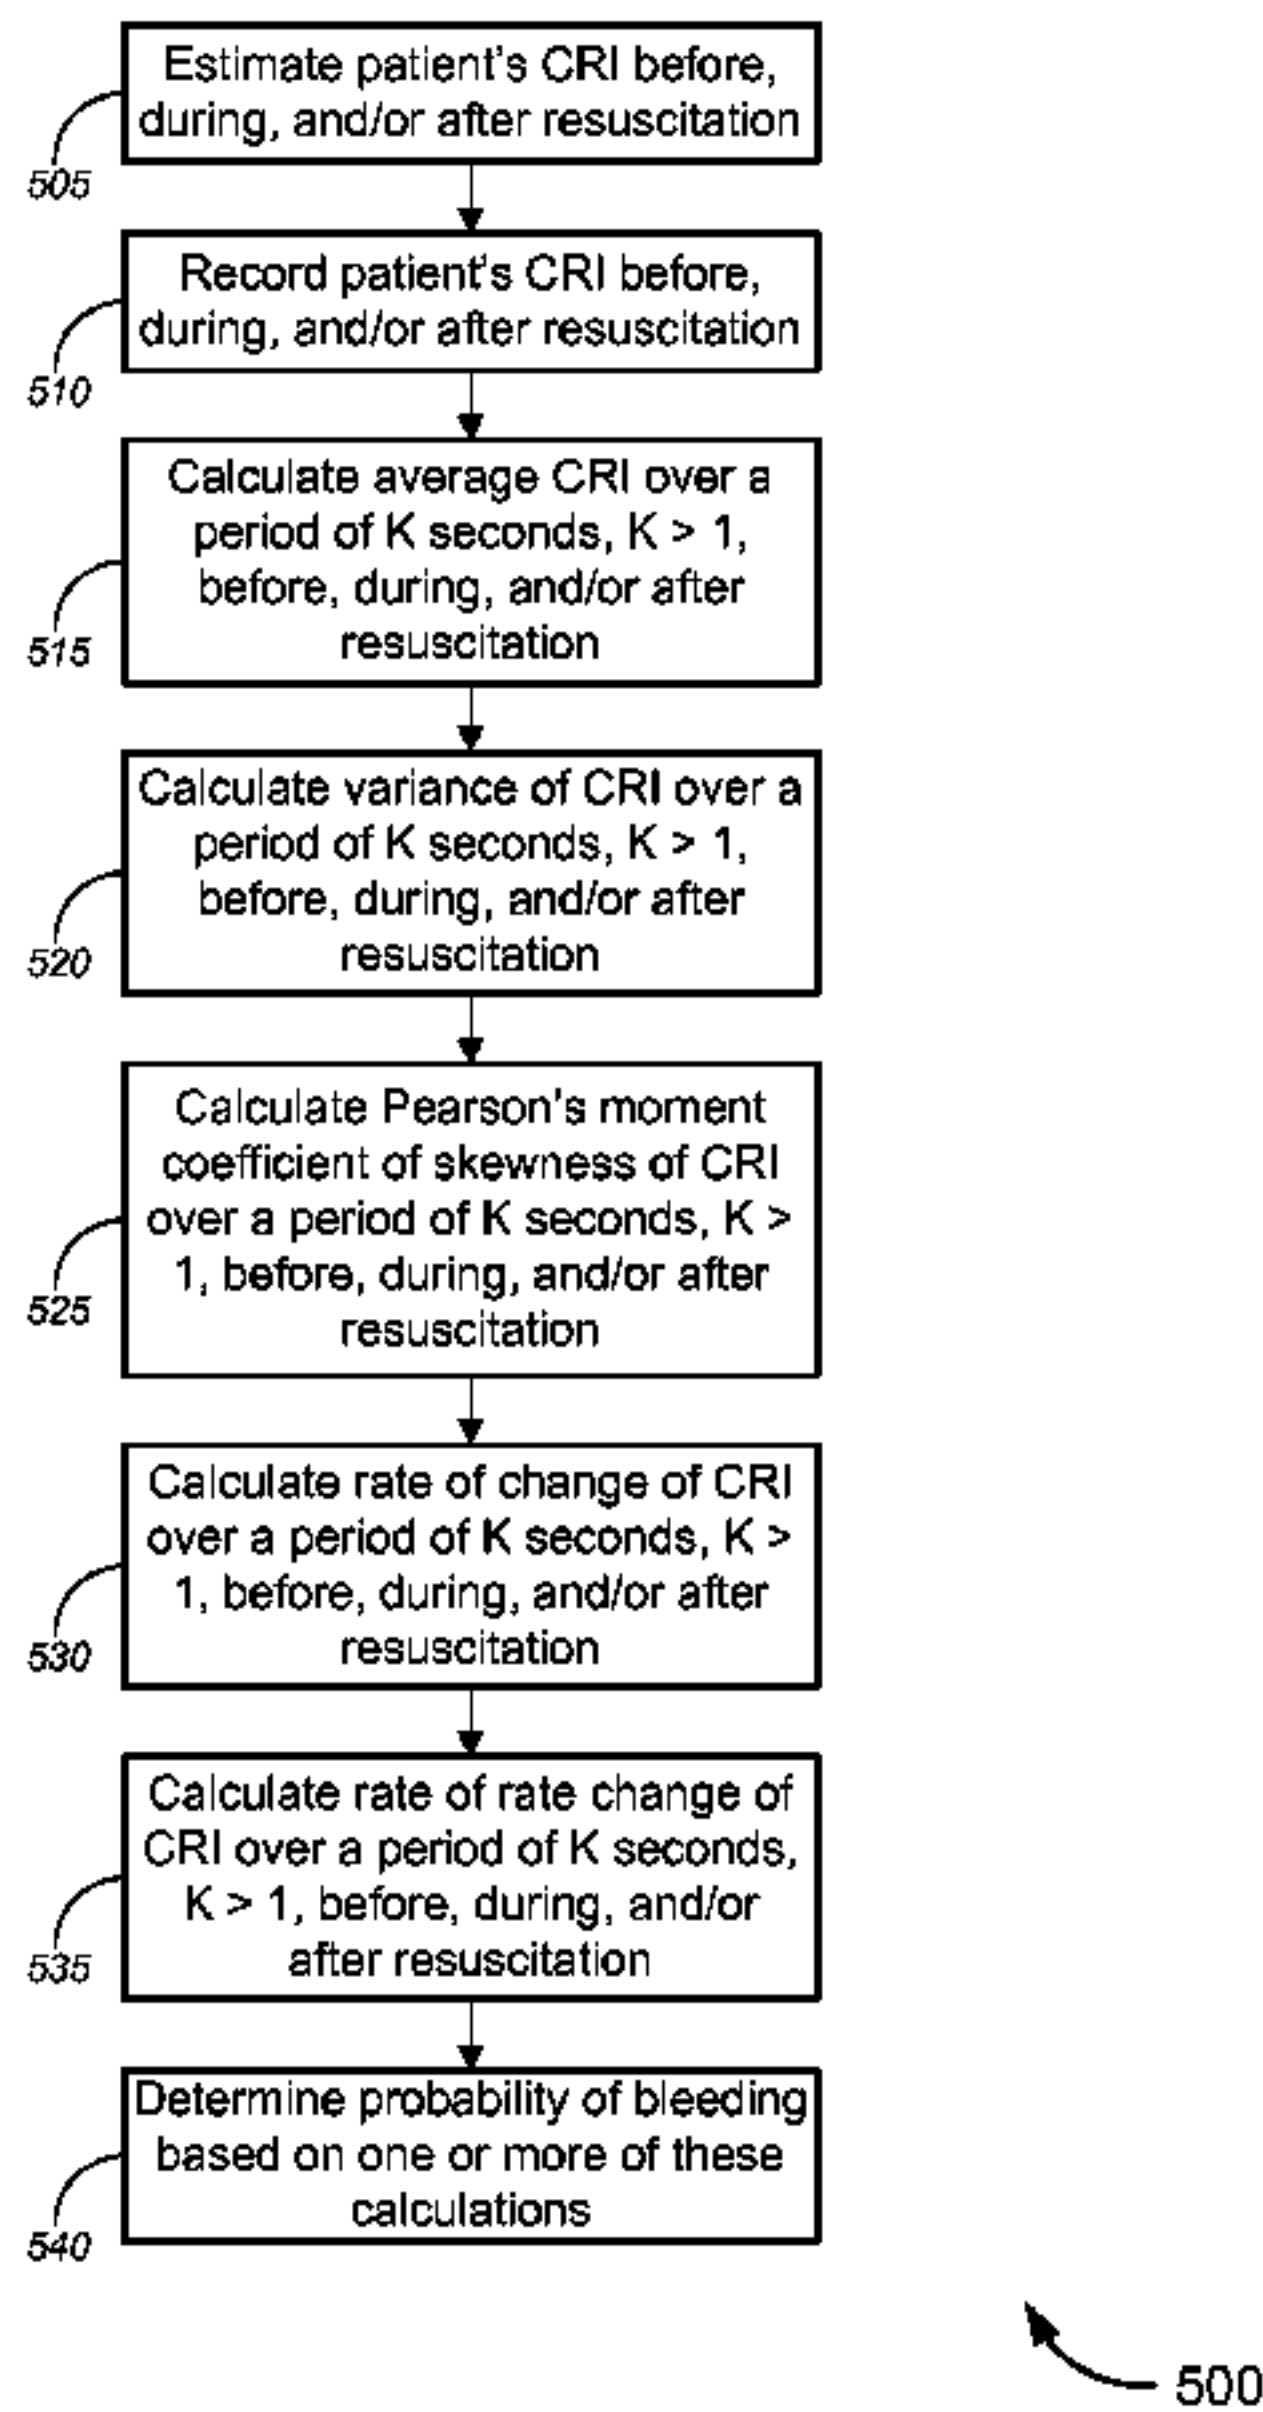 Estimate patient's CRI before,
during, and/or after resuscitation
505
Record patient's CRI before,
during, and/or after resuscitation
510
Calculate average CRI over a
period of K seconds, K > 1,
before, during, and/or after
resuscitation
515
Calculate variance of CRI over a
period of K seconds, K > 1,
before, during, and/or after
resuscitation
520
Calculate Pearson's moment
coefficient of skewness of CRI
over a period of K seconds, K >
1, before, during, and/or after
resuscitation
525
Calculate rate of change of CRI
over a period of K seconds, K >
1, before, during, and/or after
resuscitation
530
Calculate rate of rate change of
CRI over a period of K seconds,
K > 1, before, during, and/or
after resuscitation
535
Determine probability of bleeding
based on one or more of these
calculations
540
500